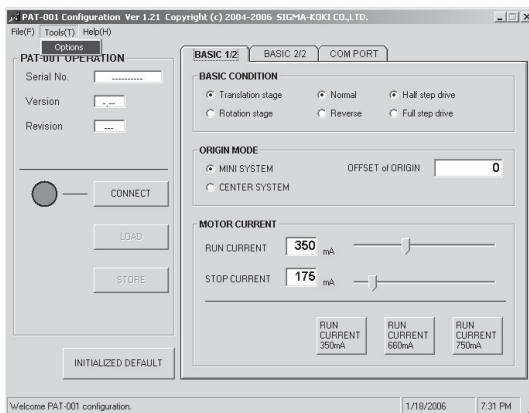 PAT-001 Configuration Ver 1.21 Copyright (c) 2004-2006 SIGMA-KOKI CO.,LTD.
File(F) Tools(T) Help(H)
Options
PAT-001 OPERATION
Serial No. ----------
Version -.--
Revision ---
CONNECT
LOAD
STORE
INITIALIZED DEFAULT
BASIC 1/2 BASIC 2/2 COM PORT
BASIC CONDITION
Translation stage Normal Half step drive
Rotation stage Reverse Full step drive
ORIGIN MODE
MINI SYSTEM OFFSET of ORIGIN 0
CENTER SYSTEM
MOTOR CURRENT
RUN CURRENT 350 mA
STOP CURRENT 175 mA
RUN CURRENT 350mA
RUN CURRENT 660mA
RUN CURRENT 750mA
Welcome PAT-001 configuration. 1/18/2006 7:31 PM